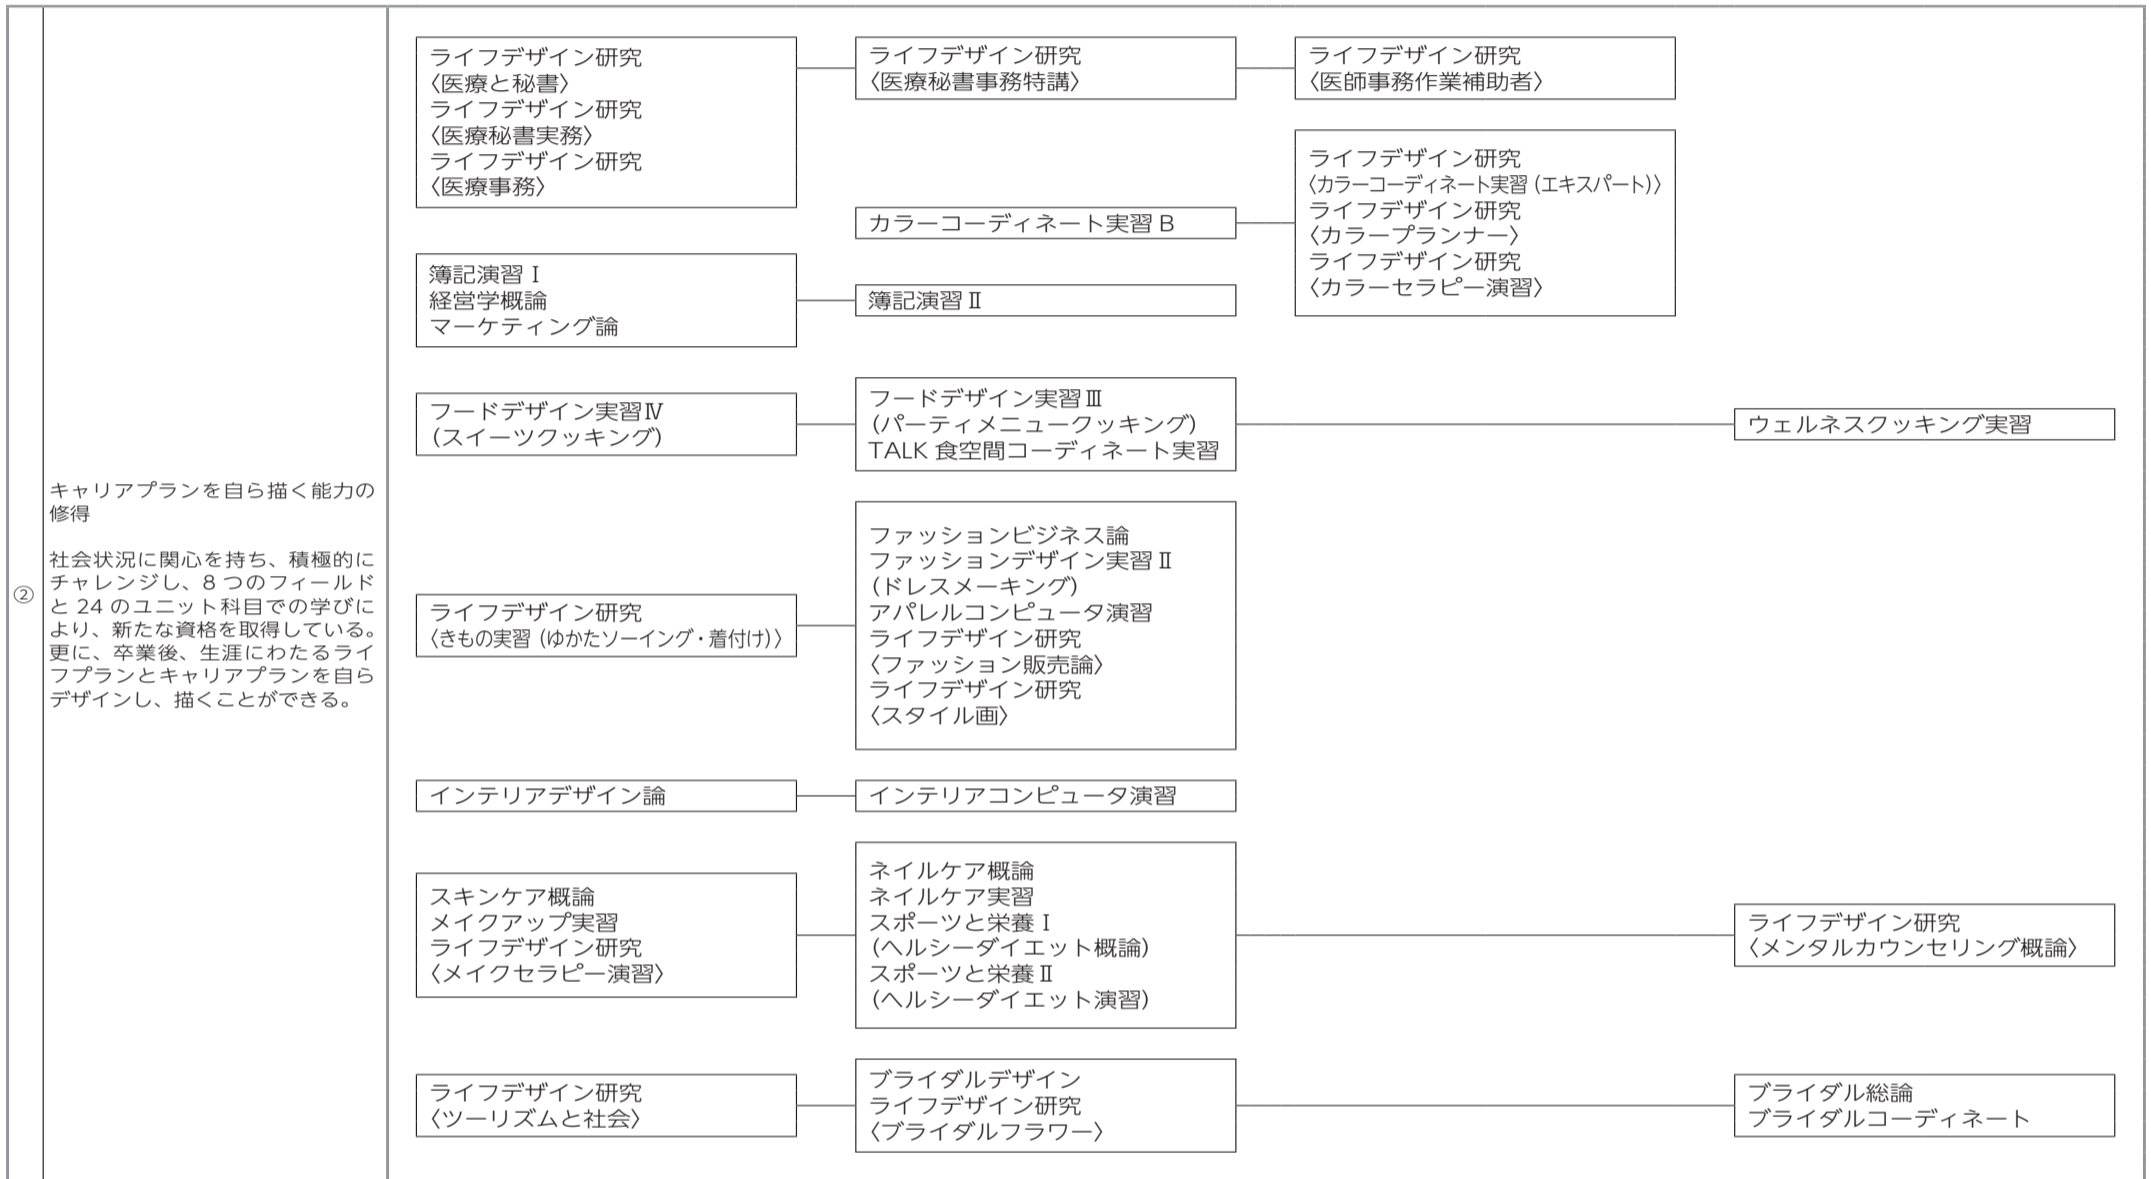 ②
キャリアプランを自ら描く能力の
修得
社会状況に関心を持ち、積極的に
チャレンジし、8 つのフィールド
と 24 のユニット科目での学びに
より、新たな資格を取得している。
更に、卒業後、生涯にわたるライ
フプランとキャリアプランを自ら
デザインし、描くことができる。
ライフデザイン研究
〈医療と秘書〉
ライフデザイン研究
〈医療秘書実務〉
ライフデザイン研究
〈医療事務〉
ライフデザイン研究
〈医療秘書事務特講〉
ライフデザイン研究
〈医師事務作業補助者〉
カラーコーディネート実習 B
ライフデザイン研究
〈カラーコーディネート実習（エキスパート）〉
ライフデザイン研究
〈カラープランナー〉
ライフデザイン研究
〈カラーセラピー演習〉
簿記演習 Ⅰ
経営学概論
マーケティング論
簿記演習 Ⅱ
フードデザイン実習Ⅳ
（スイーツクッキング）
フードデザイン実習Ⅲ
（パーティメニュークッキング）
TALK 食空間コーディネート実習
ウェルネスクッキング実習
ライフデザイン研究
〈きもの実習（ゆかたソーイング・着付け）〉
ファッションビジネス論
ファッションデザイン実習Ⅱ
（ドレスメーキング）
アパレルコンピュータ演習
ライフデザイン研究
〈ファッション販売論〉
ライフデザイン研究
〈スタイル画〉
インテリアデザイン論
インテリアコンピュータ演習
スキンケア概論
メイクアップ実習
ライフデザイン研究
〈メイクセラピー演習〉
ネイルケア概論
ネイルケア実習
スポーツと栄養Ⅰ
（ヘルシーダイエット概論）
スポーツと栄養Ⅱ
（ヘルシーダイエット演習）
ライフデザイン研究
〈メンタルカウンセリング概論〉
ライフデザイン研究
〈ツーリズムと社会〉
ブライダルデザイン
ライフデザイン研究
〈ブライダルフラワー〉
ブライダル総論
ブライダルコーディネート